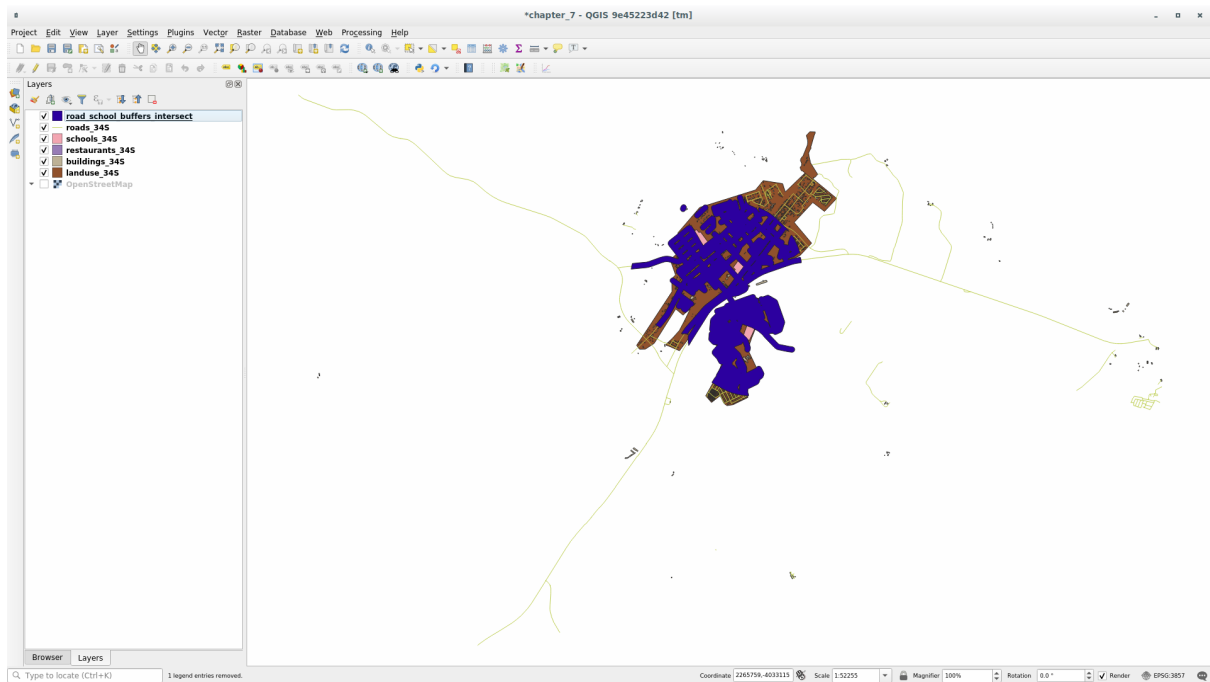 *chapter_7 - QGIS 9e45223d42 [tm]
Project Edit View Layer Settings Plugins Vector Raster Database Web Processing Help
Layers
road_school_buffers_intersect
roads_34S
schools_34S
restaurants_34S
buildings_34S
landuse_34S
OpenStreetMap
Browser Layers
Type to locate (Ctrl+K) 1 legend entries removed. Coordinate 2265759,-4033115 Scale 1:52255 Magnifier 100% Rotation 0.0 ° Render EPSG:3857